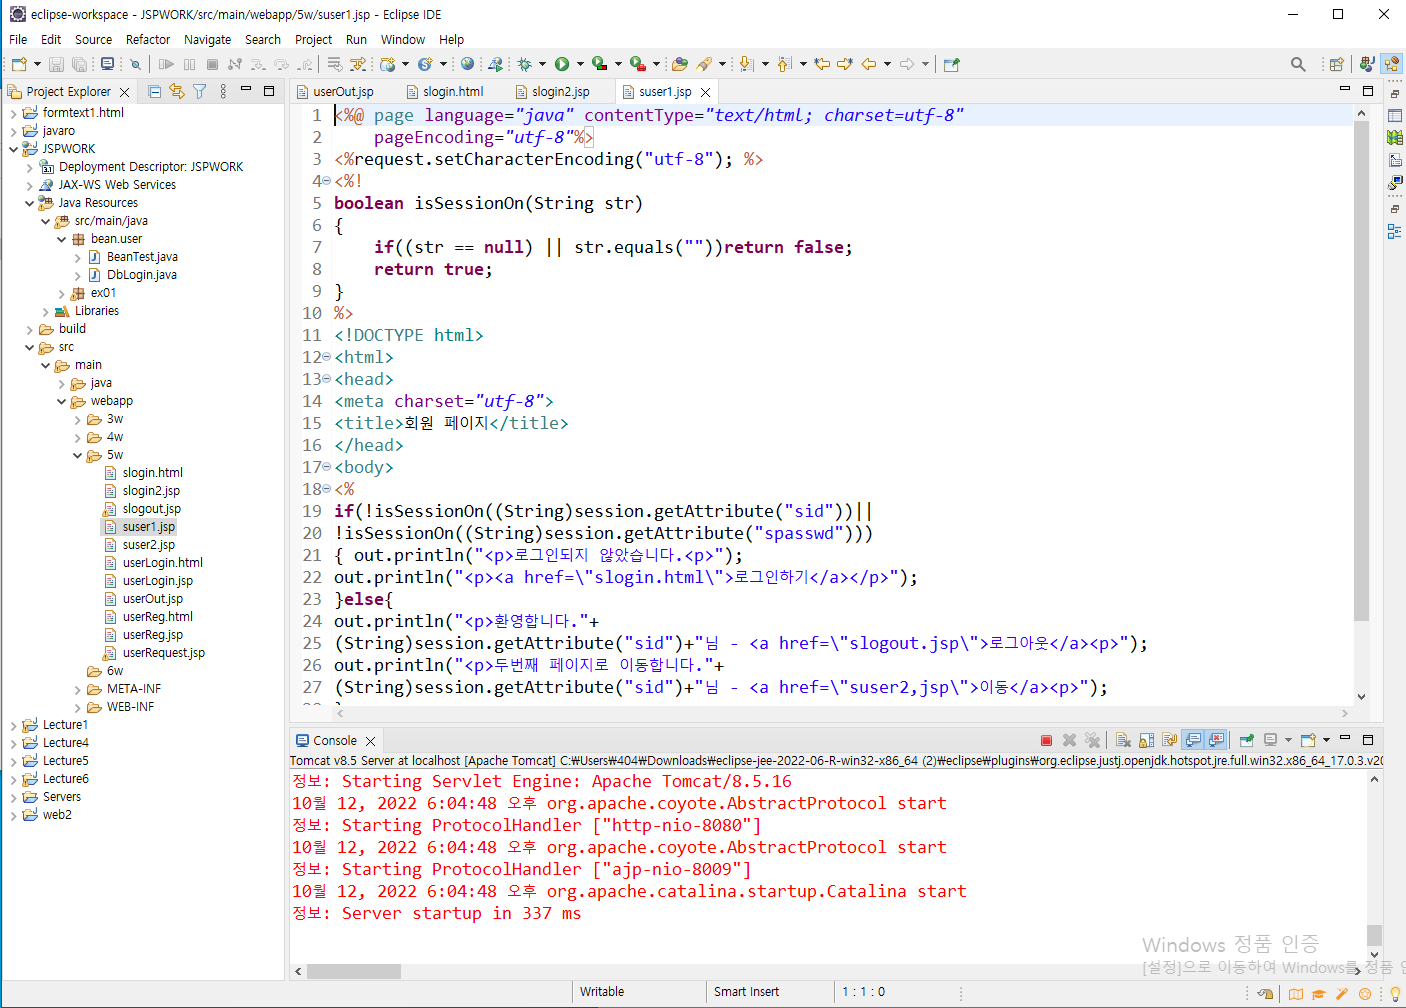 eclipse-workspace - JSPWORK/src/main/webapp/5w/suser1.jsp - Eclipse IDE
File Edit Source Refactor Navigate Search Project Run Window Help
Project Explorer
formtext1.html
javaro
JSPWORK
Deployment Descriptor: JSPWORK
JAX-WS Web Services
Java Resources
src/main/java
bean.user
BeanTest.java
DbLogin.java
ex01
Libraries
build
src
main
java
webapp
3w
4w
5w
slogin.html
slogin2.jsp
slogout.jsp
suser1.jsp
suser2.jsp
userLogin.html
userLogin.jsp
userOut.jsp
userReg.html
userReg.jsp
userRequest.jsp
6w
META-INF
WEB-INF
Lecture1
Lecture4
Lecture5
Lecture6
Servers
web2
userOut.jsp slogin.html slogin2.jsp suser1.jsp
1 <%@ page language="java" contentType="text/html; charset=utf-8"
2 pageEncoding="utf-8"%>
3 <%request.setCharacterEncoding("utf-8"); %>
4 <%!
5 boolean isSessionOn(String str)
6 {
7 if((str == null) || str.equals(""))return false;
8 return true;
9 }
10 %>
11 <!DOCTYPE html>
12 <html>
13 <head>
14 <meta charset="utf-8">
15 <title>회원 페이지</title>
16 </head>
17 <body>
18 <%
19 if(!isSessionOn((String)session.getAttribute("sid"))||
20 !isSessionOn((String)session.getAttribute("spasswd")))
21 { out.println("<p>로그인되지 않았습니다.<p>");
22 out.println("<p><a href=\"slogin.html\">로그인하기</a></p>");
23 }else{
24 out.println("<p>환영합니다."+
25 (String)session.getAttribute("sid")+"님 - <a href=\"slogout.jsp\">로그아웃</a><p>");
26 out.println("<p>두번째 페이지로 이동합니다."+
27 (String)session.getAttribute("sid")+"님 - <a href=\"suser2,jsp\">이동</a><p>");
Console
Tomcat v8.5 Server at localhost [Apache Tomcat] C:₩Users₩404₩Downloads₩eclipse-jee-2022-06-R-win32-x86_64 (2)₩eclipse₩plugins₩org.eclipse.justj.openjdk.hotspot.jre.full.win32.x86_64_17.0.3.v20
정보: Starting Servlet Engine: Apache Tomcat/8.5.16
10월 12, 2022 6:04:48 오후 org.apache.coyote.AbstractProtocol start
정보: Starting ProtocolHandler ["http-nio-8080"]
10월 12, 2022 6:04:48 오후 org.apache.coyote.AbstractProtocol start
정보: Starting ProtocolHandler ["ajp-nio-8009"]
10월 12, 2022 6:04:48 오후 org.apache.catalina.startup.Catalina start
정보: Server startup in 337 ms
Windows 정품 인증
[설정]으로 이동하여 Windows를 정품 인
Writable Smart Insert 1 : 1 : 0